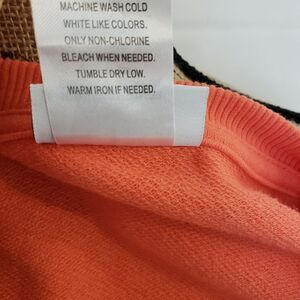 MACHINE WASH COLD
WHITE LIKE COLORS.
ONLY NON-CHLORINE
BLEACH WHEN NEEDED.
TUMBLE DRY LOW.
WARM IRON IF NEEDED.